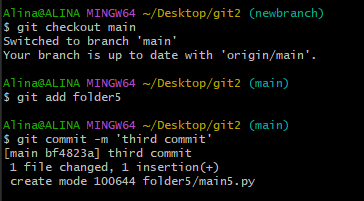 Alina@ALINA MINGW64 ~/Desktop/git2 (newbranch)
$ git checkout main
Switched to branch 'main'
Your branch is up to date with 'origin/main'.
Alina@ALINA MINGW64 ~/Desktop/git2 (main)
$ git add folder5
Alina@ALINA MINGW64 ~/Desktop/git2 (main)
$ git commit -m 'third commit'
[main bf4823a] third commit
1 file changed, 1 insertion(+)
create mode 100644 folder5/main5.py